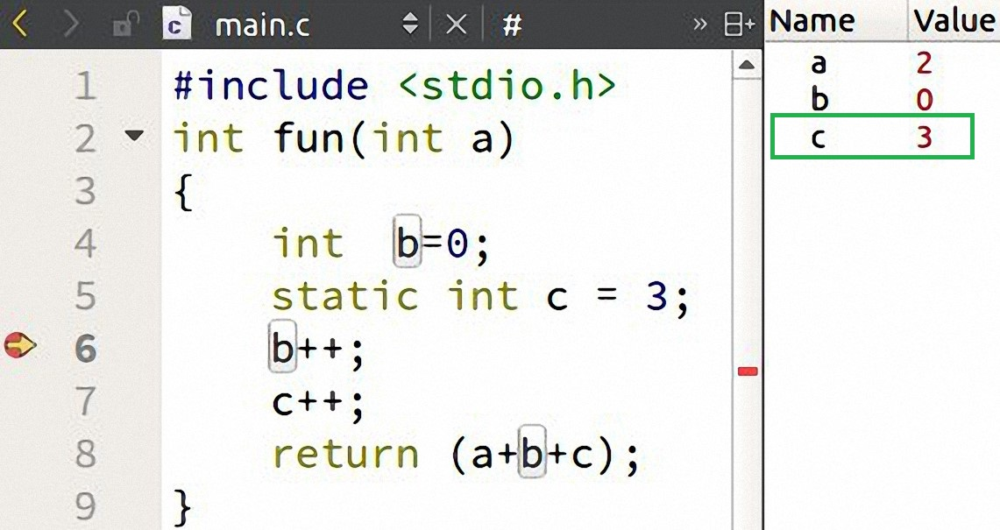 main.c #
Name Value
a 2
b 0
c 3
1 #include <stdio.h>
2 int fun(int a)
3 {
4 int  b=0;
5 static int c = 3;
6 b++;
7 c++;
8 return (a+b+c);
9 }